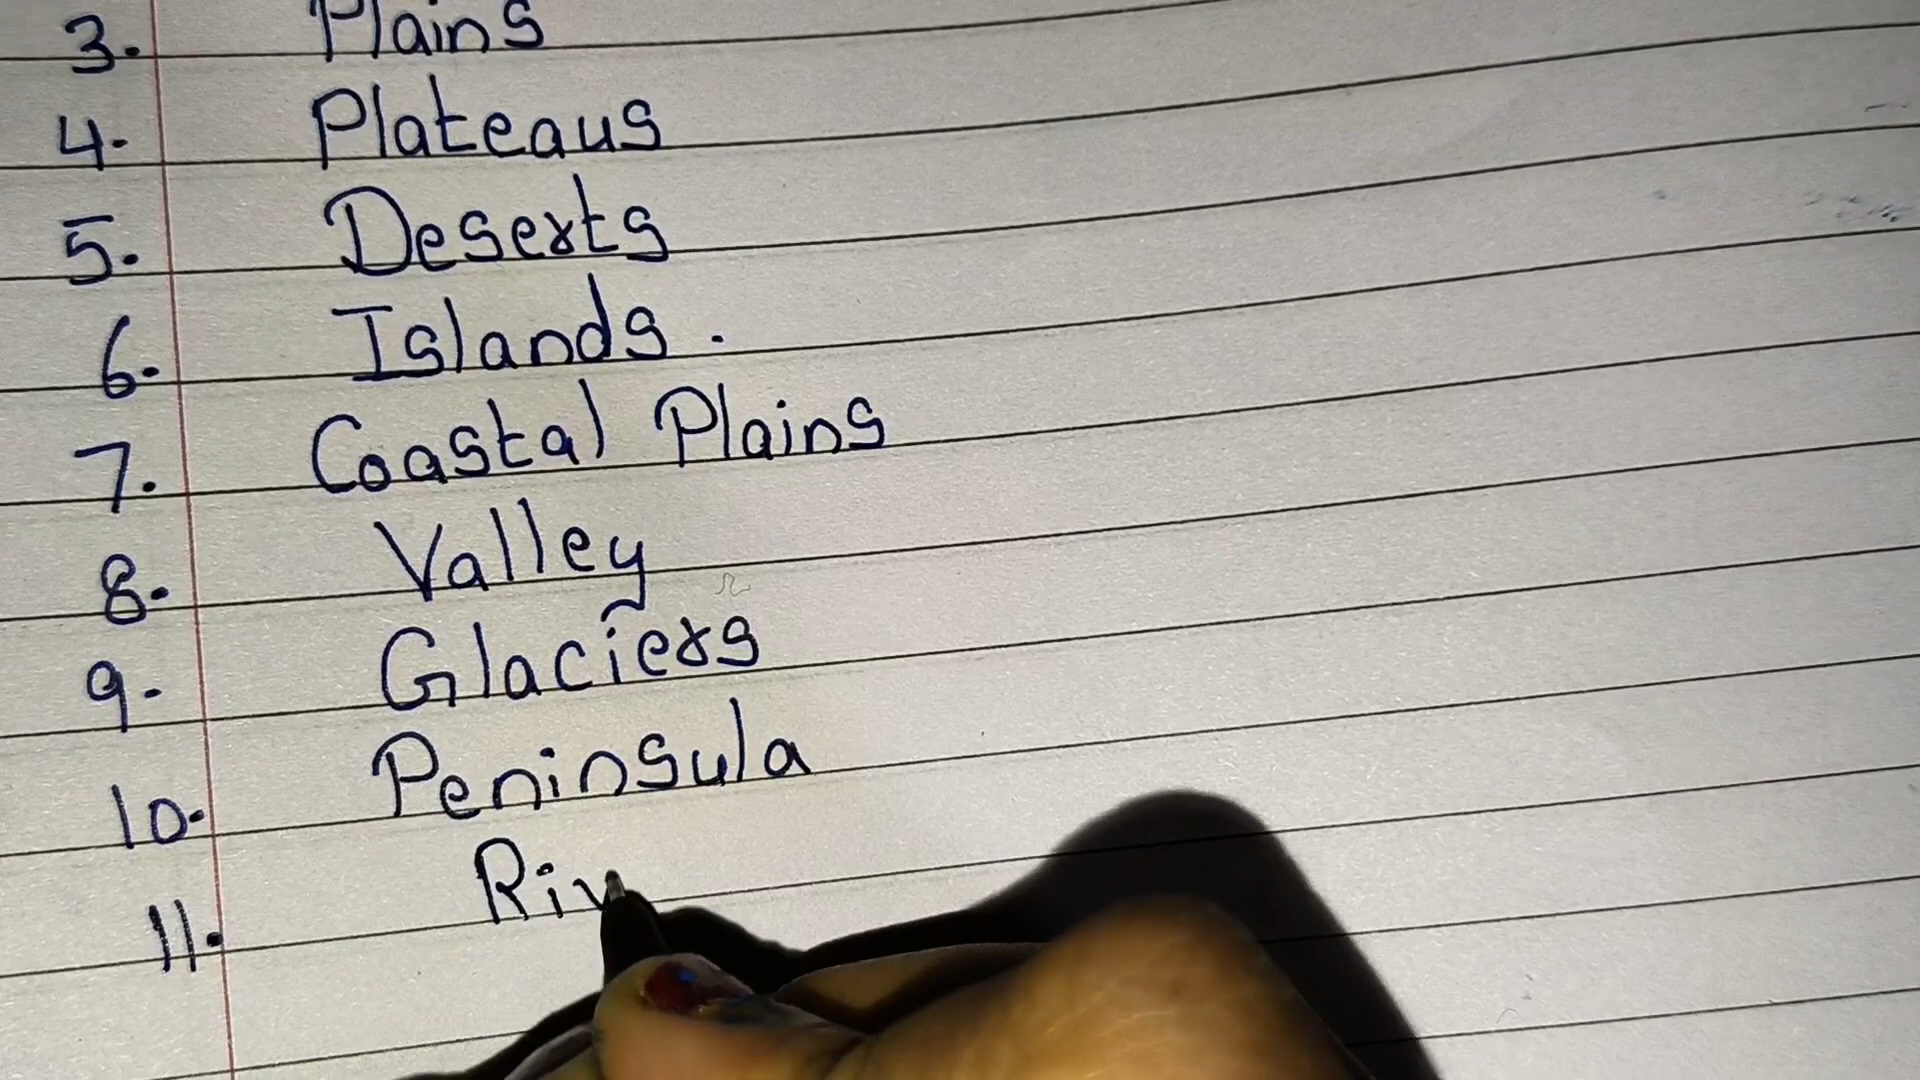 3. Plains
4. Plateaus
5. Deserts
6. Islands.
7. Coastal Plains
8. Valley
9. Glaciers
10. Peninsula
11. Riv